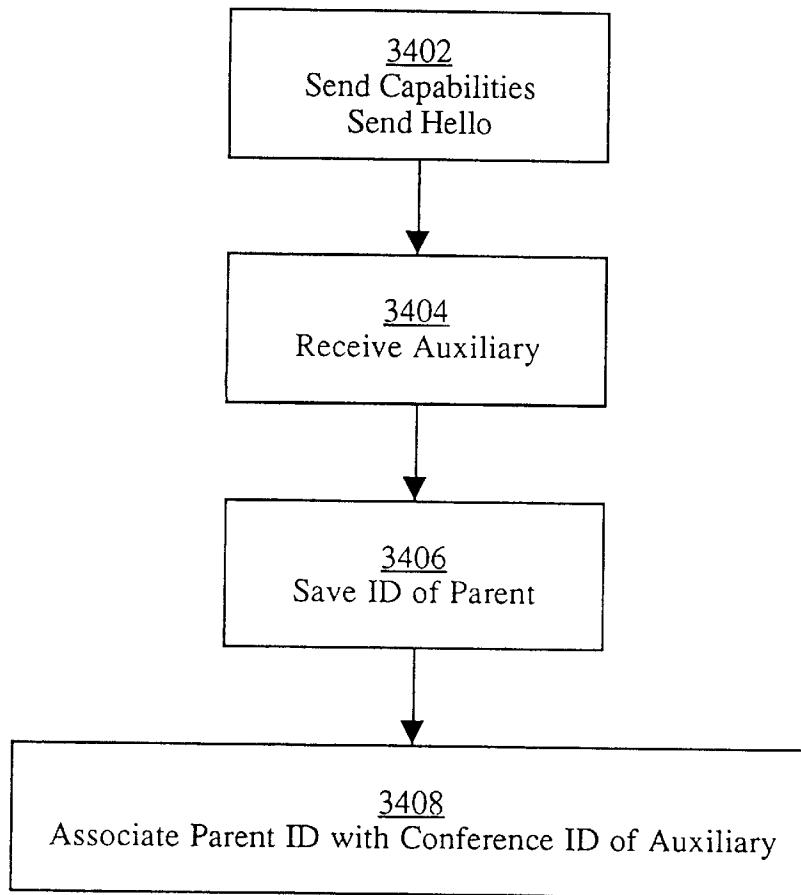 3402
Send Capabilities
Send Hello
3404
Receive Auxiliary
3406
Save ID of Parent
3408
Associate Parent ID with Conference ID of Auxiliary